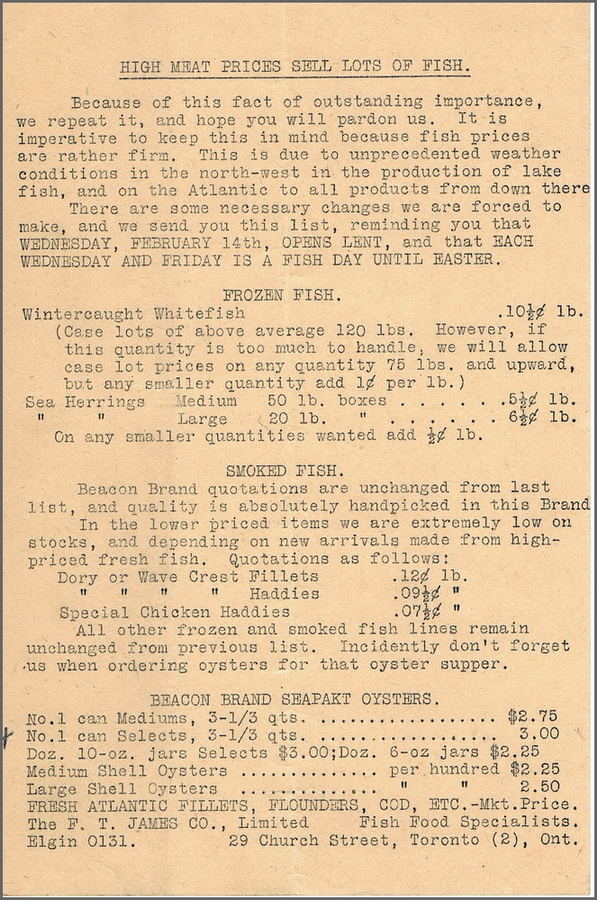 HIGH MEAT PRICES SELL LOTS OF FISH.
Because of this fact of outstanding importance,
we repeat it, and hope you will pardon us. It is
imperative to keep this in mind because fish prices
are rather firm. This is due to unprecedented weather
conditions in the north-west in the production of lake
fish, and on the Atlantic to all products from down there
There are some necessary changes we are forced to
make, and we send you this list, reminding you that
WEDNESDAY, FEBRUARY 14th, OPENS LENT, and that EACH
WEDNESDAY AND FRIDAY IS A FISH DAY UNTIL EASTER.
FROZEN FISH.
Wintercaught Whitefish .10½¢ lb.
(Case lots of above average 120 lbs. However, if
this quantity is too much to handle, we will allow
case lot prices on any quantity 75 lbs. and upward,
but any smaller quantity add 1¢ per lb.)
Sea Herrings Medium 50 lb. boxes . . . . . .5½¢ lb.
" " Large 20 lb. " . . . . . . 6½¢ lb.
On any smaller quantities wanted add ½¢ lb.
SMOKED FISH.
Beacon Brand quotations are unchanged from last
list, and quality is absolutely handpicked in this Brand
In the lower priced items we are extremely low on
stocks, and depending on new arrivals made from high-
priced fresh fish. Quotations as follows:
Dory or Wave Crest Fillets .12¢ lb.
" " " " Haddies .09½¢ "
Special Chicken Haddies .07½¢ "
All other frozen and smoked fish lines remain
unchanged from previous list. Incidently don't forget
us when ordering oysters for that oyster supper.
BEACON BRAND SEAPAKT OYSTERS.
No.1 can Mediums, 3-1/3 qts. .................. $2.75
No.1 can Selects, 3-1/3 qts. .................. 3.00
Doz. 10-oz. jars Selects $3.00;Doz. 6-oz jars $2.25
Medium Shell Oysters .............. per hundred $2.25
Large Shell Oysters .............. " " 2.50
FRESH ATLANTIC FILLETS, FLOUNDERS, COD, ETC.-Mkt.Price.
The F. T. JAMES CO., Limited Fish Food Specialists.
Elgin 0131. 29 Church Street, Toronto (2), Ont.